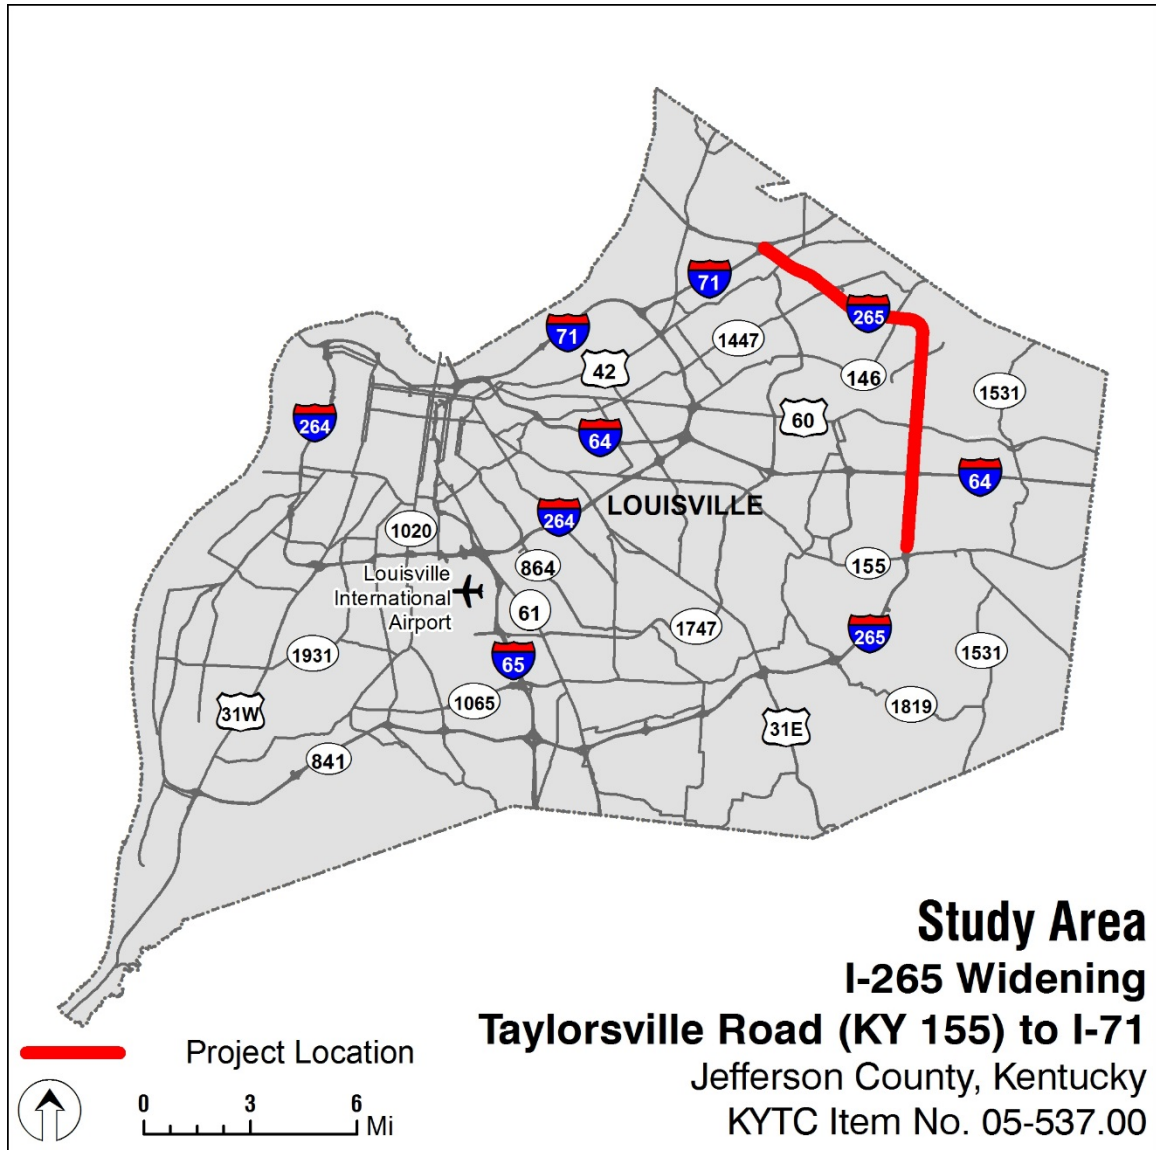 71
265
71
1447
42
146
1531
264
60
64
64
LOUISVILLE
264
1020
864
155
Louisville
International
Airport
61
1747
265
1931
65
1531
1065
1819
31W
31E
841
Study Area
I-265 Widening
Taylorsville Road (KY 155) to I-71
Jefferson County, Kentucky
KYTC Item No. 05-537.00
Project Location
0 3 6
Mi